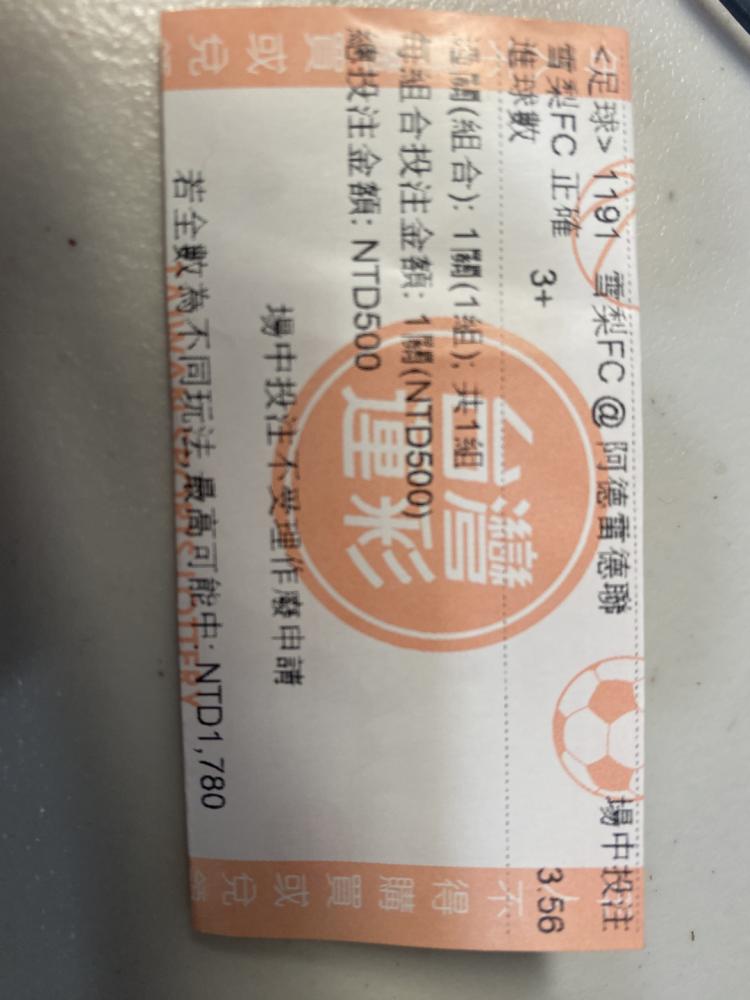 <足球> 1191 雪梨FC @ 阿德雷德聯 場中投注
雪梨FC 正確 3+ 3.56
進球數
過關(組合): 1關(1組); 共1組
每組合投注金額: 1關(NTD500)
總投注金額: NTD500
台灣
運彩
場中投注不受理作廢申請
若全數為不同玩法,最高可能中: NTD1,780
不得購買或兌
買或兌